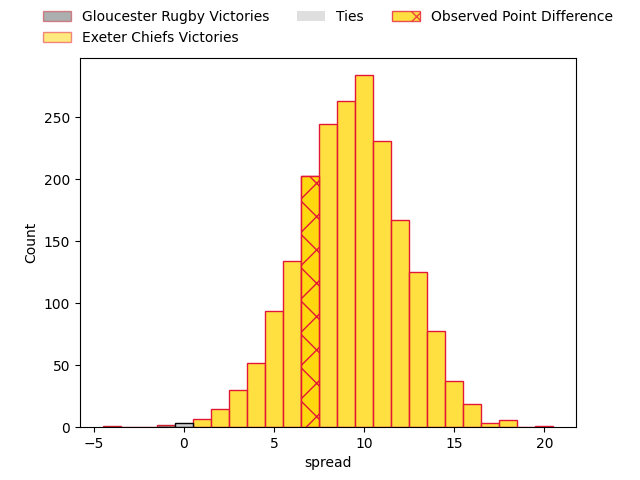 Gloucester Rugby Victories Ties Observed Point Difference
Exeter Chiefs Victories
250
200
150
100
50
0
Count
−5 0 5 10 15 20
spread